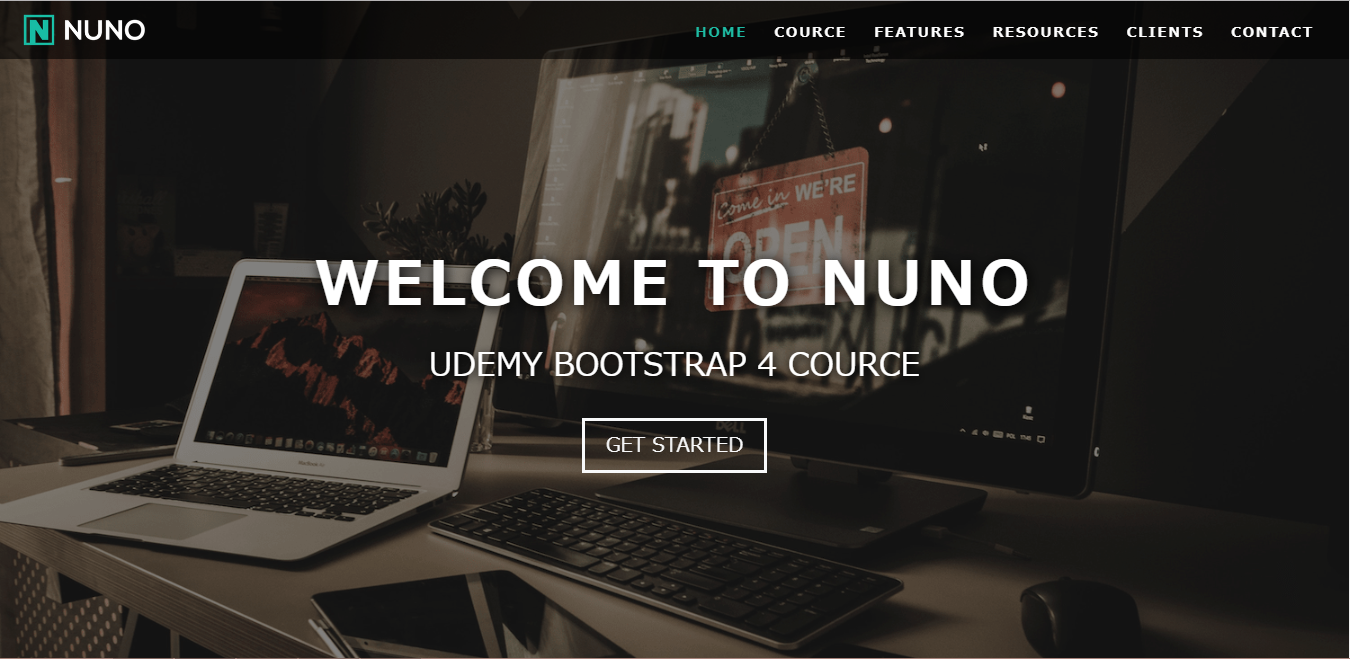 NUNO
HOME COURCE FEATURES RESOURCES CLIENTS CONTACT
Come in WE'RE
OPEN
WELCOME TO NUNO
UDEMY BOOTSTRAP 4 COURCE
DELL
GET STARTED